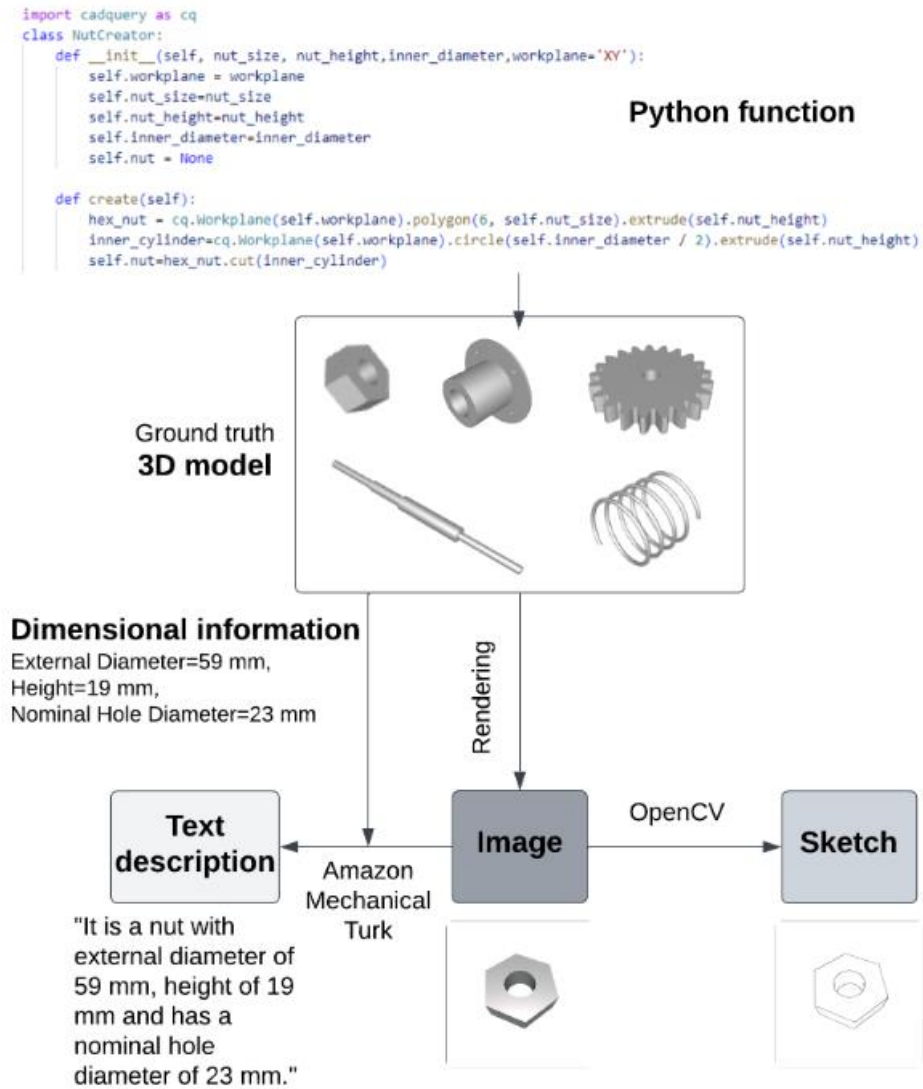 import cadquery as cq
class NutCreator:
    def __init__(self, nut_size, nut_height,inner_diameter,workplane='XY'):
        self.workplane = workplane
        self.nut_size=nut_size
        self.nut_height=nut_height
        self.inner_diameter=inner_diameter
        self.nut = None
Python function
    def create(self):
        hex_nut = cq.Workplane(self.workplane).polygon(6, self.nut_size).extrude(self.nut_height)
        inner_cylinder=cq.Workplane(self.workplane).circle(self.inner_diameter / 2).extrude(self.nut_height)
        self.nut=hex_nut.cut(inner_cylinder)
Ground truth
3D model
Dimensional information
External Diameter=59 mm,
Height=19 mm,
Nominal Hole Diameter=23 mm
Rendering
Text
description
Amazon
Mechanical
Turk
Image
OpenCV
Sketch
"It is a nut with
external diameter of
59 mm, height of 19
mm and has a
nominal hole
diameter of 23 mm."